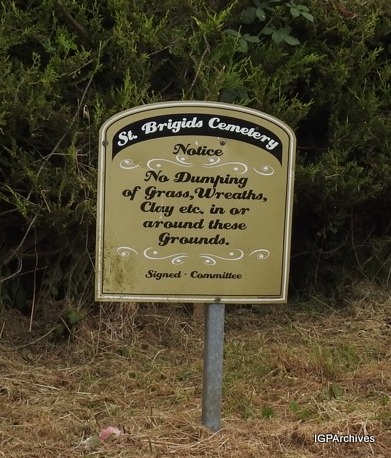 St. Brigids Cemetery
Notice
No Dumping
of Grass, Wreaths,
Clay etc. in or
around these
Grounds.
Signed - Committee
IGPArchives